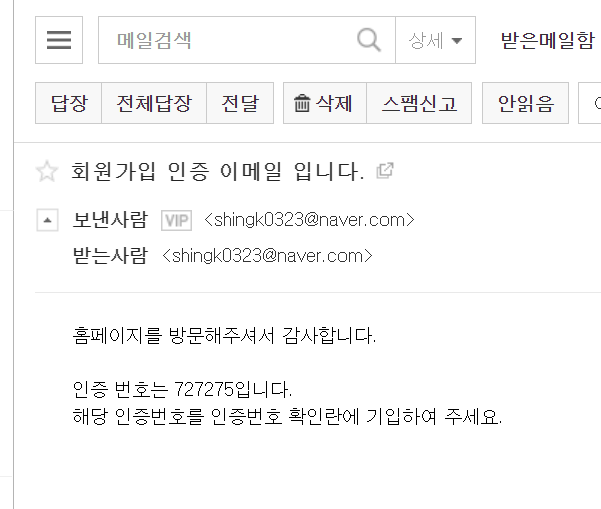 메일검색 상세 받은메일함
답장 전체답장 전달 삭제 스팸신고 안읽음
회원가입 인증 이메일 입니다.
보낸사람 VIP <shingk0323@naver.com>
받는사람 <shingk0323@naver.com>
홈페이지를 방문해주셔서 감사합니다.
인증 번호는 727275입니다.
해당 인증번호를 인증번호 확인란에 기입하여 주세요.